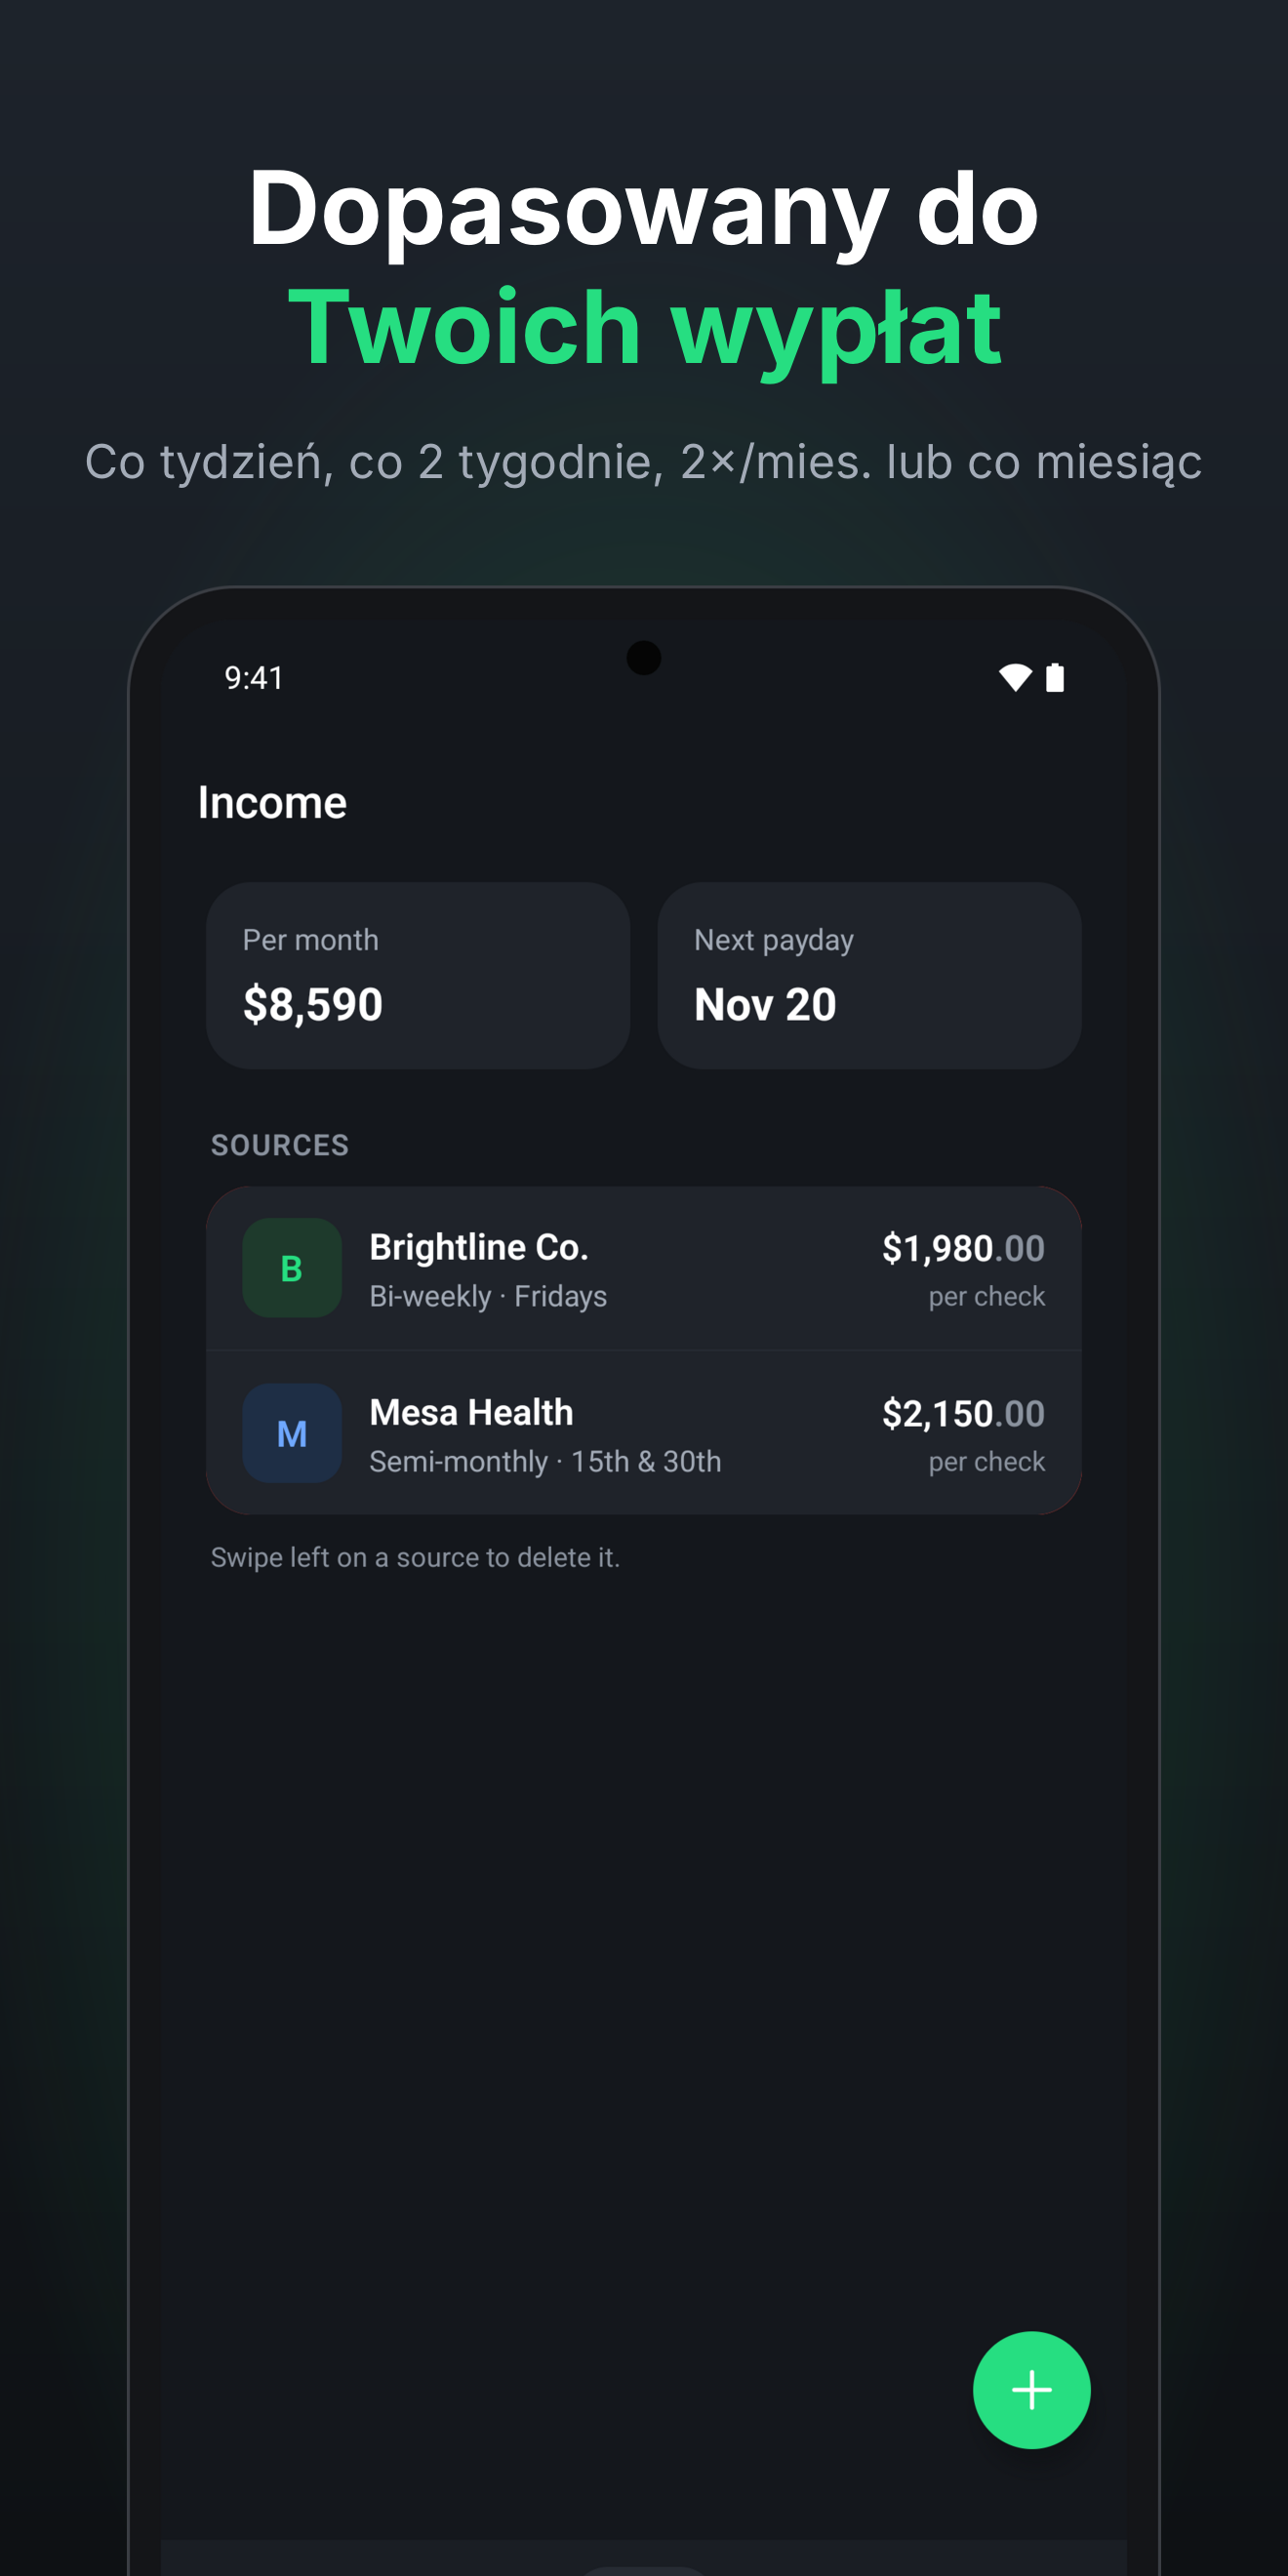 Dopasowany do
Twoich wypłat
Co tydzień, co 2 tygodnie, 2×/mies. lub co miesiąc
9:41
Income
Per month
$8,590
Next payday
Nov 20
SOURCES
B
Brightline Co.
$1,980.00
Bi-weekly · Fridays
per check
M
Mesa Health
$2,150.00
Semi-monthly · 15th & 30th
per check
Swipe left on a source to delete it.